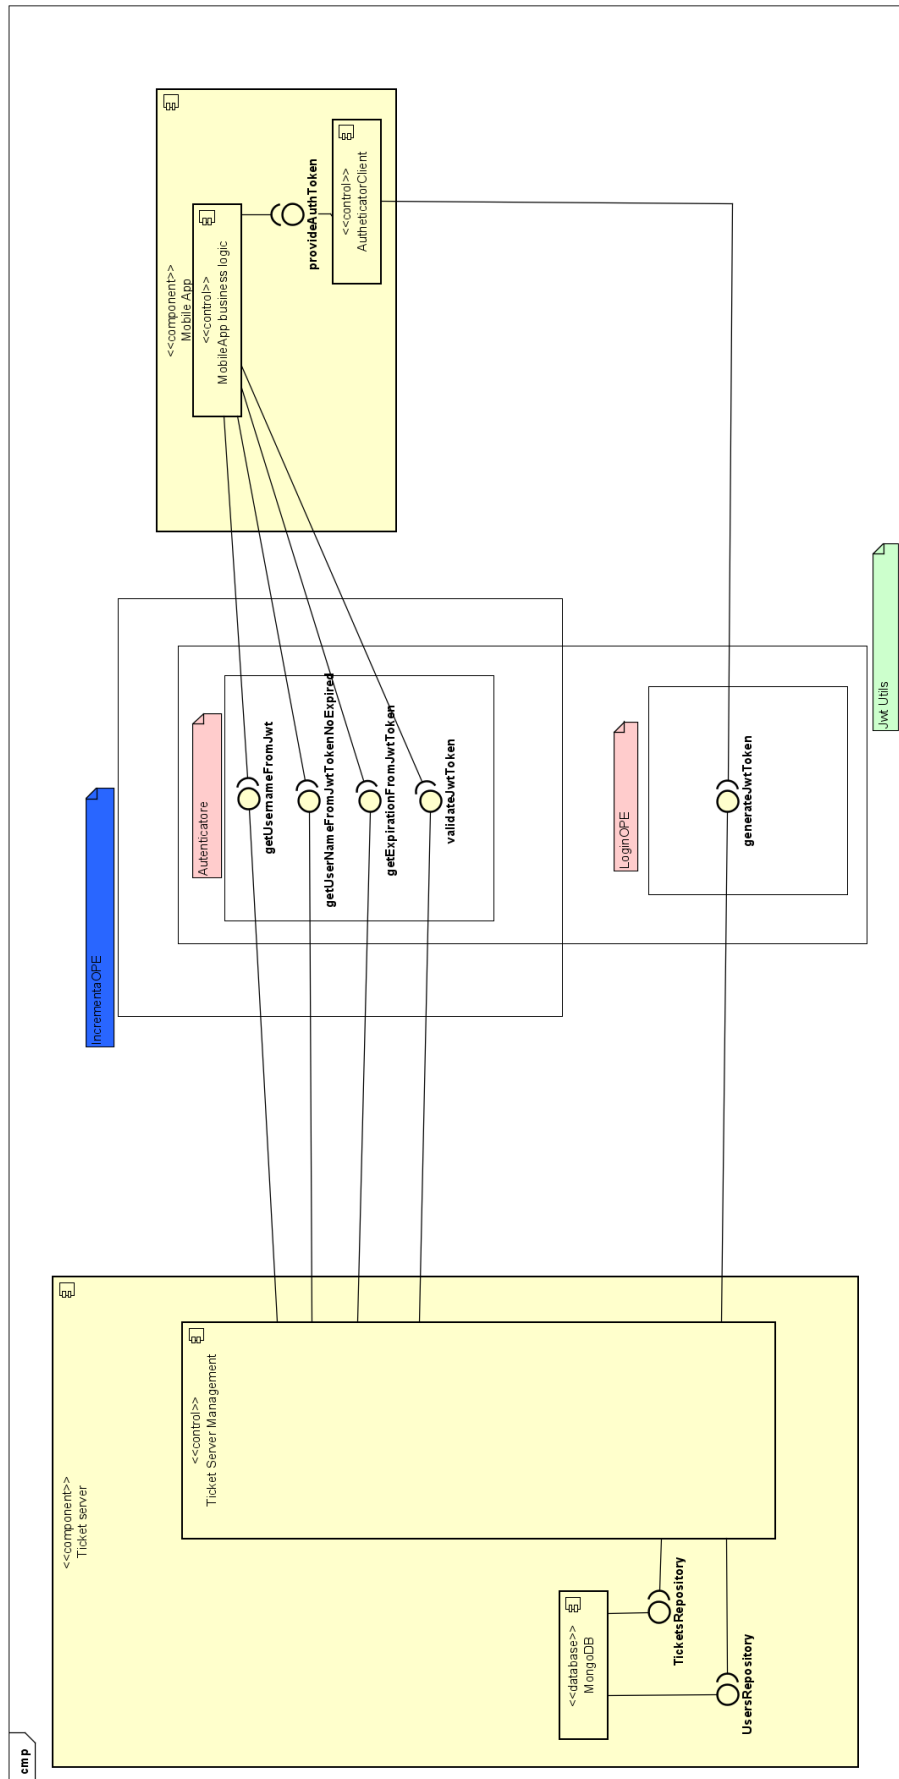 cmp
<<component>>
Ticket server
<<control>>
Ticket Server Management
<<database>>
MongoDB
TicketsRepository
UsersRepository
IncrementaOPE
Autenticatore
getUsernameFromJwt
getUserNameFromJwtTokenNoExpired
getExpirationFromJwtToken
validateJwtToken
LoginOPE
generateJwtToken
Jwt Utils
<<component>>
Mobile App
<<control>>
MobileApp business logic
provideAuthToken
<<control>>
AutheticatorClient